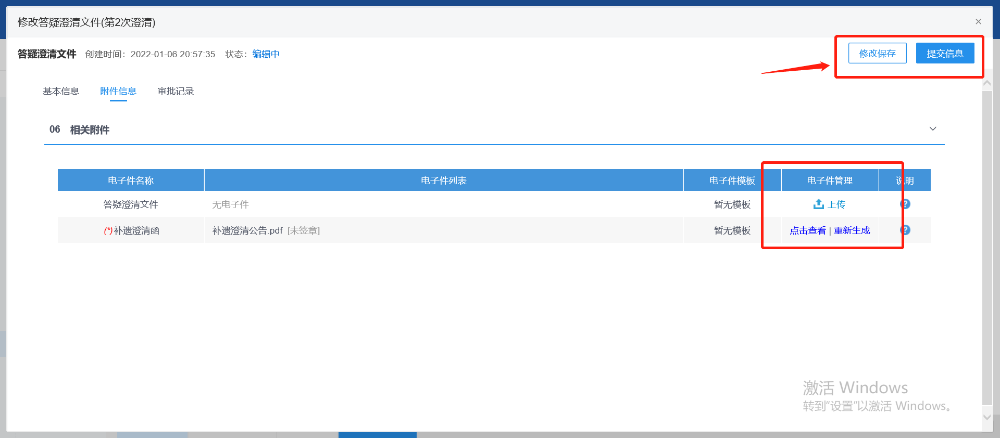 修改答疑澄清文件(第2次澄清)
×
答疑澄清文件 创建时间：2022-01-06 20:57:35 状态：编辑中
修改保存 提交信息
基本信息 附件信息 审批记录
06 相关附件
电子件名称 电子件列表 电子件模板 电子件管理 说明
答疑澄清文件 无电子件 暂无模板 上传 ?
(*)补遗澄清函 补遗澄清公告.pdf [未签章] 暂无模板 点击查看 | 重新生成 ?
激活 Windows
转到“设置”以激活 Windows。